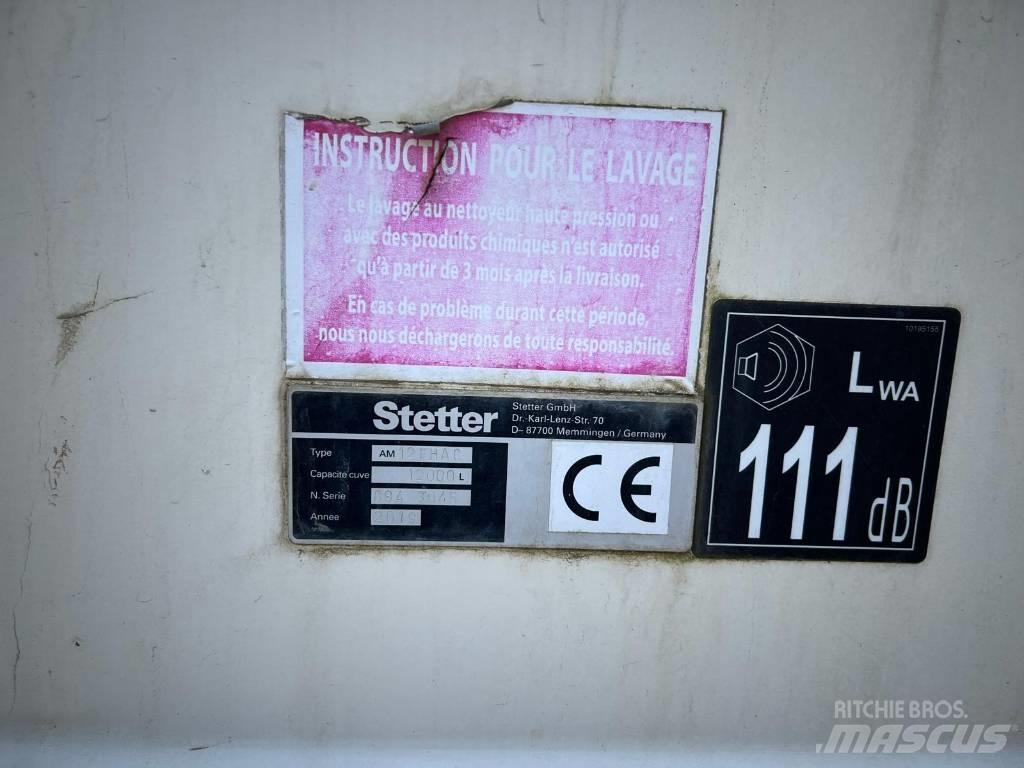 INSTRUCTION POUR LE LAVAGE
Le lavage au nettoyeur haute pression ou
avec des produits chimiques n'est autorisé
qu'à partir de 3 mois après la livraison.
En cas de problème durant cette période,
nous nous déchargerons de toute responsabilité.
Stetter
Stetter GmbH
Dr.-Karl-Lenz-Str. 70
D– 87700 Memmingen / Germany
Type AM 12FHAC
Capacite cuve 12000 L
N. Serie
Annee
CE
10195155
LWA
111 dB
RITCHIE BROS.
MASCUS